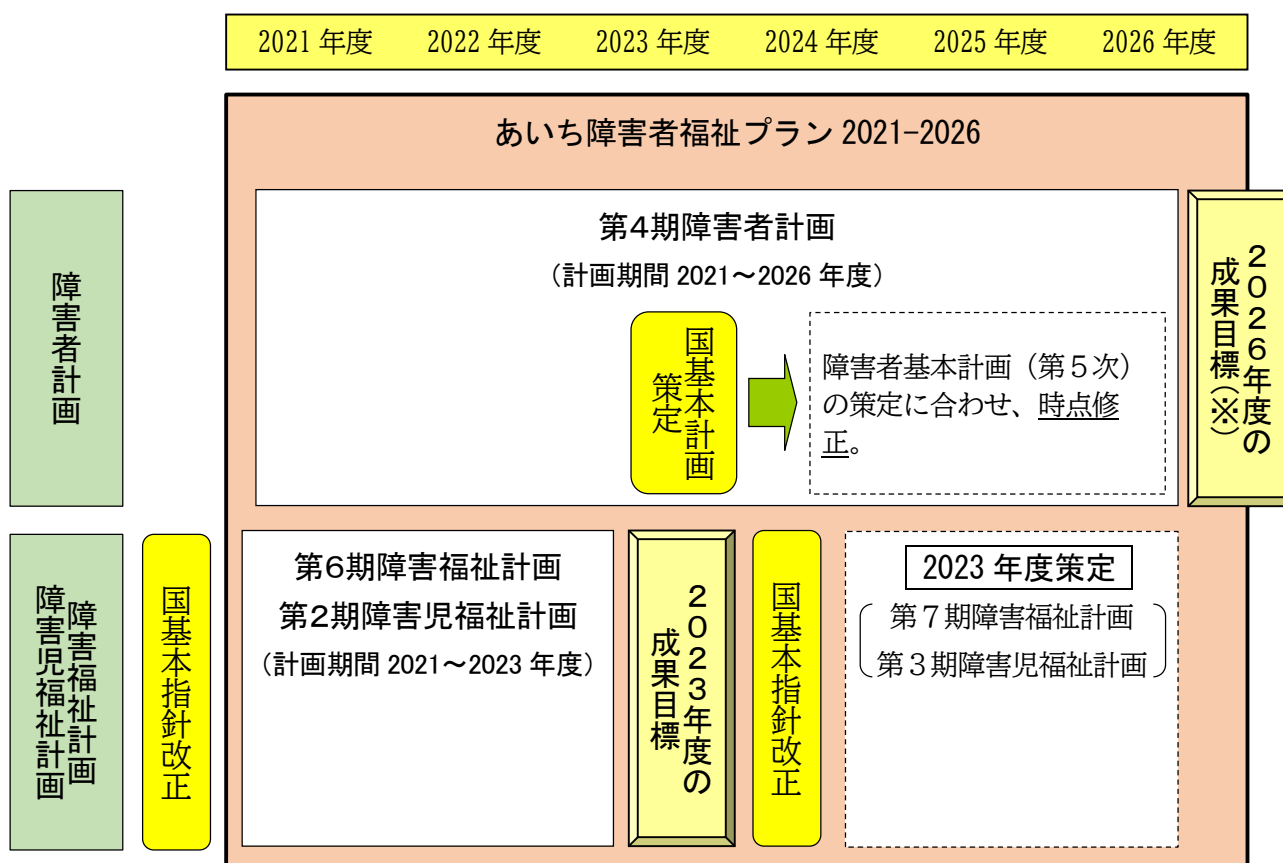 2021 年度 2022 年度 2023 年度 2024 年度 2025 年度 2026 年度
あいち障害者福祉プラン 2021-2026
障害者計画
第4期障害者計画
（計画期間 2021～2026 年度）
国基本計画
策定
障害者基本計画（第５次）
の策定に合わせ、時点修
正。
２０２６年度の
成果目標（※）
障害福祉計画
障害児福祉計画
国基本指針改正
第6期障害福祉計画
第2期障害児福祉計画
（計画期間 2021～2023 年度）
２０２３年度の
成果目標
国基本指針改正
2023 年度策定
第７期障害福祉計画
第３期障害児福祉計画